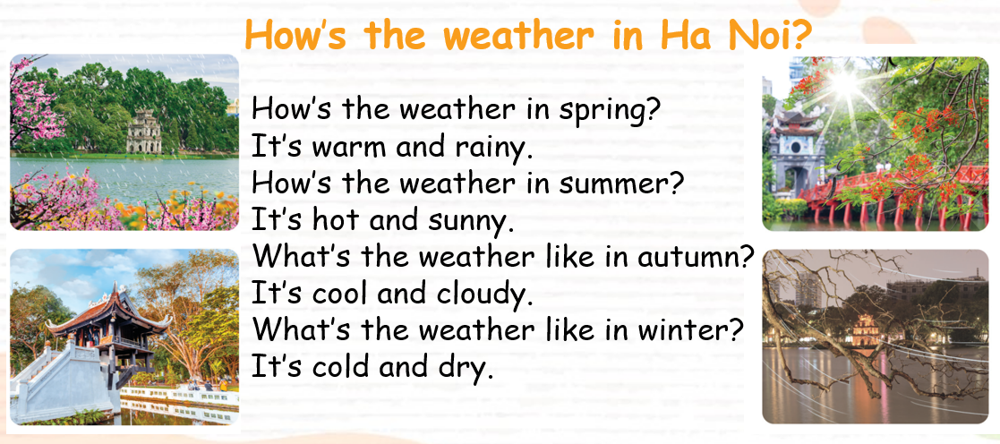 How's the weather in Ha Noi?
How's the weather in spring?
It's warm and rainy.
How's the weather in summer?
It's hot and sunny.
What's the weather like in autumn?
It's cool and cloudy.
What's the weather like in winter?
It's cold and dry.